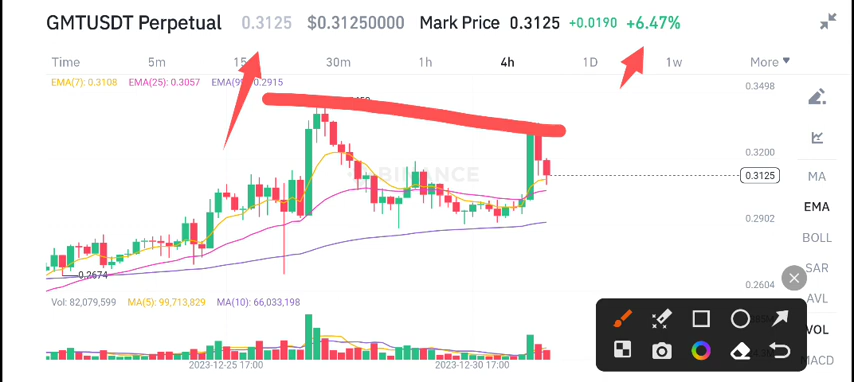 GMTUSDT Perpetual 0.3125 $0.31250000 Mark Price 0.3125 +0.0190 +6.47%
Time 5m 15 30m 1h 4h 1D 1w More
EMA(7): 0.3108 EMA(25): 0.3057 EMA(99): 0.2915
0.3498
0.3200
0.3125
0.2902
0.2604
BINANCE
0.2674
MA
EMA
BOLL
SAR
AVL
VOL
MACD
Vol: 82,079,599 MA(5): 99,713,829 MA(10): 66,033,198
2023-12-25 17:00 2023-12-30 17:00